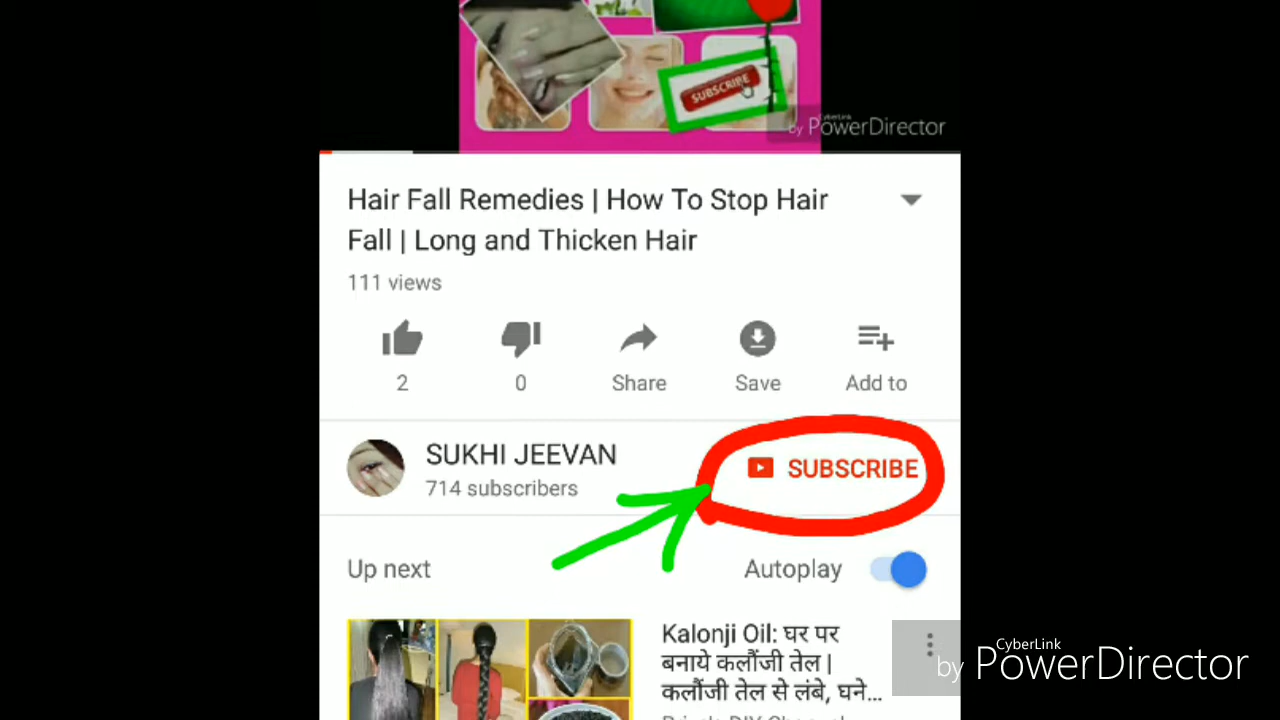 SUBSCRIBE
CyberLink
by PowerDirector
Hair Fall Remedies | How To Stop Hair
Fall | Long and Thicken Hair
111 views
2
0
Share
Save
Add to
SUKHI JEEVAN
714 subscribers
SUBSCRIBE
Up next
Autoplay
Kalonji Oil: घर पर
बनाये कलौंजी तेल |
कलौंजी तेल से लंबे, घने...
CyberLink
by PowerDirector